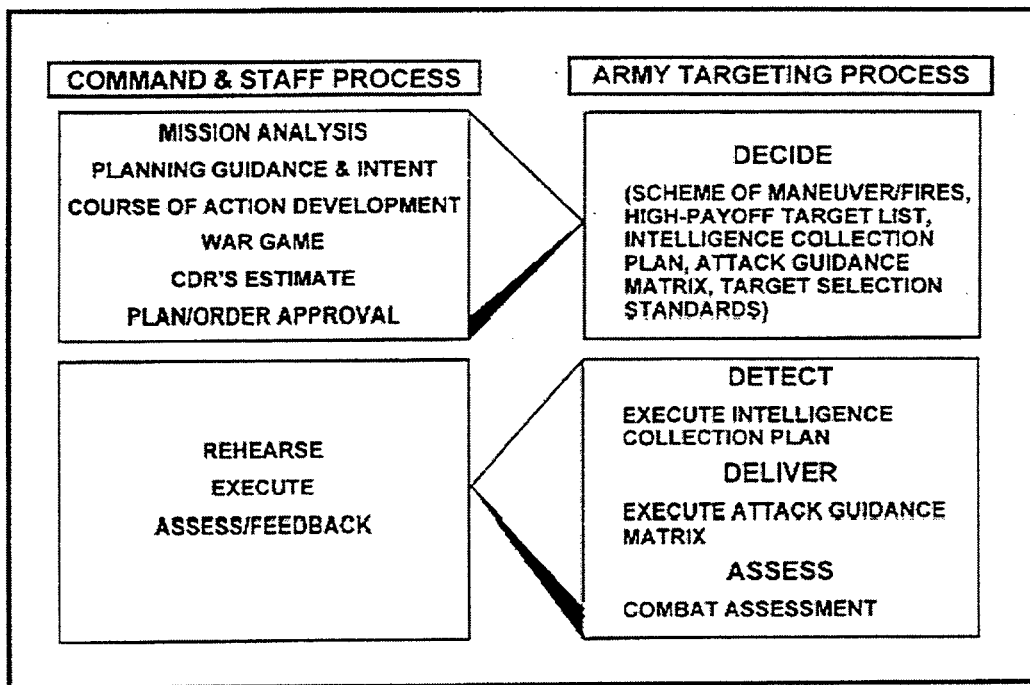 COMMAND & STAFF PROCESS
MISSION ANALYSIS
PLANNING GUIDANCE & INTENT
COURSE OF ACTION DEVELOPMENT
WAR GAME
CDR'S ESTIMATE
PLAN/ORDER APPROVAL
ARMY TARGETING PROCESS
DECIDE
(SCHEME OF MANEUVER/FIRES,
HIGH-PAYOFF TARGET LIST,
INTELLIGENCE COLLECTION
PLAN, ATTACK GUIDANCE
MATRIX, TARGET SELECTION
STANDARDS)
REHEARSE
EXECUTE
ASSESS/FEEDBACK
DETECT
EXECUTE INTELLIGENCE
COLLECTION PLAN
DELIVER
EXECUTE ATTACK GUIDANCE
MATRIX
ASSESS
COMBAT ASSESSMENT